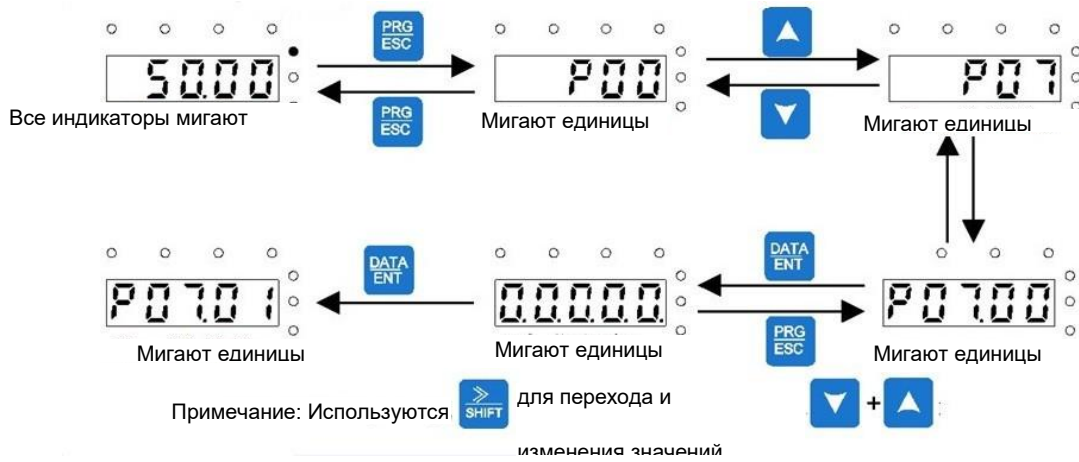 PRG
ESC
50.00
P00
P07
PRG
ESC
Все индикаторы мигают
Мигают единицы
Мигают единицы
DATA
ENT
DATA
ENT
P07.01
0.0.0.0.0.
P07.00
PRG
ESC
Мигают единицы
Мигают единицы
Мигают единицы
Примечание: Используются SHIFT для перехода и
+
изменения значений